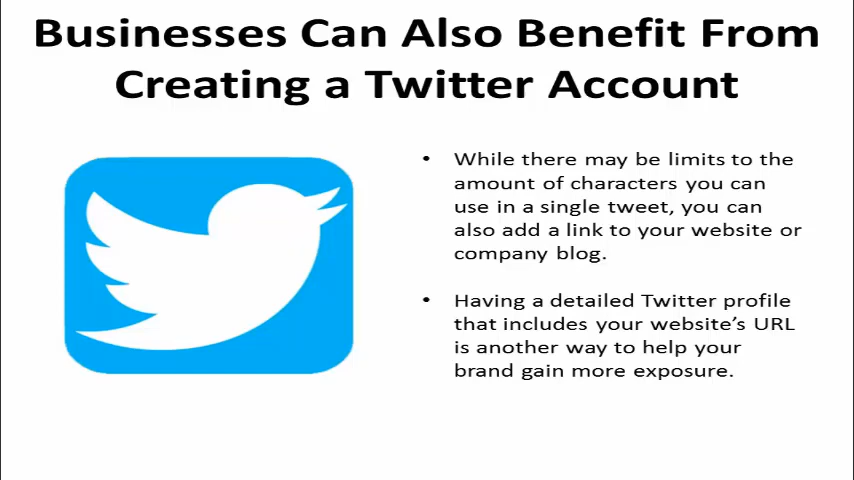 Businesses Can Also Benefit From
Creating a Twitter Account
• While there may be limits to the
amount of characters you can
use in a single tweet, you can
also add a link to your website or
company blog.
• Having a detailed Twitter profile
that includes your website’s URL
is another way to help your
brand gain more exposure.